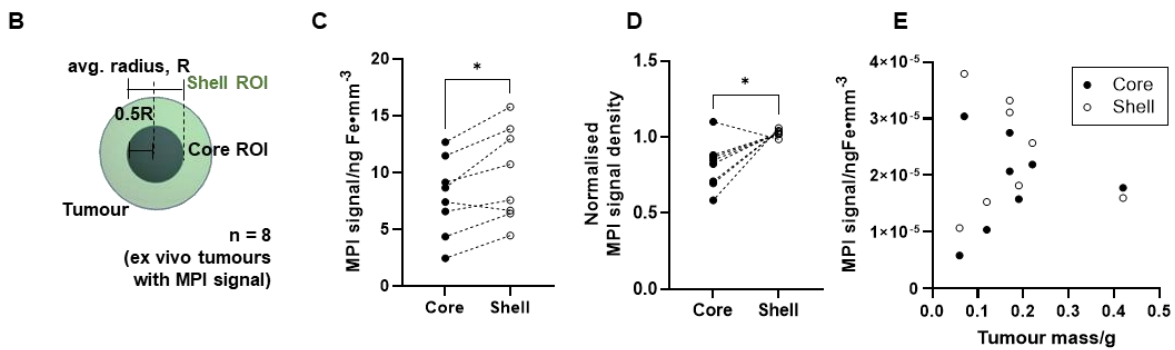 B
avg. radius, R
Shell ROI
0.5R
Core ROI
Tumour
n = 8
(ex vivo tumours
with MPI signal)
C
MPI signal/ng Fe•mm⁻³
20
15
10
5
0
*
Core Shell
D
Normalised
MPI signal density
1.5
1.0
0.5
0.0
*
Core Shell
E
MPI signal/ngFe•mm⁻³
4×10⁻⁵
3×10⁻⁵
2×10⁻⁵
1×10⁻⁵
0
Core
Shell
0.0 0.1 0.2 0.3 0.4 0.5
Tumour mass/g